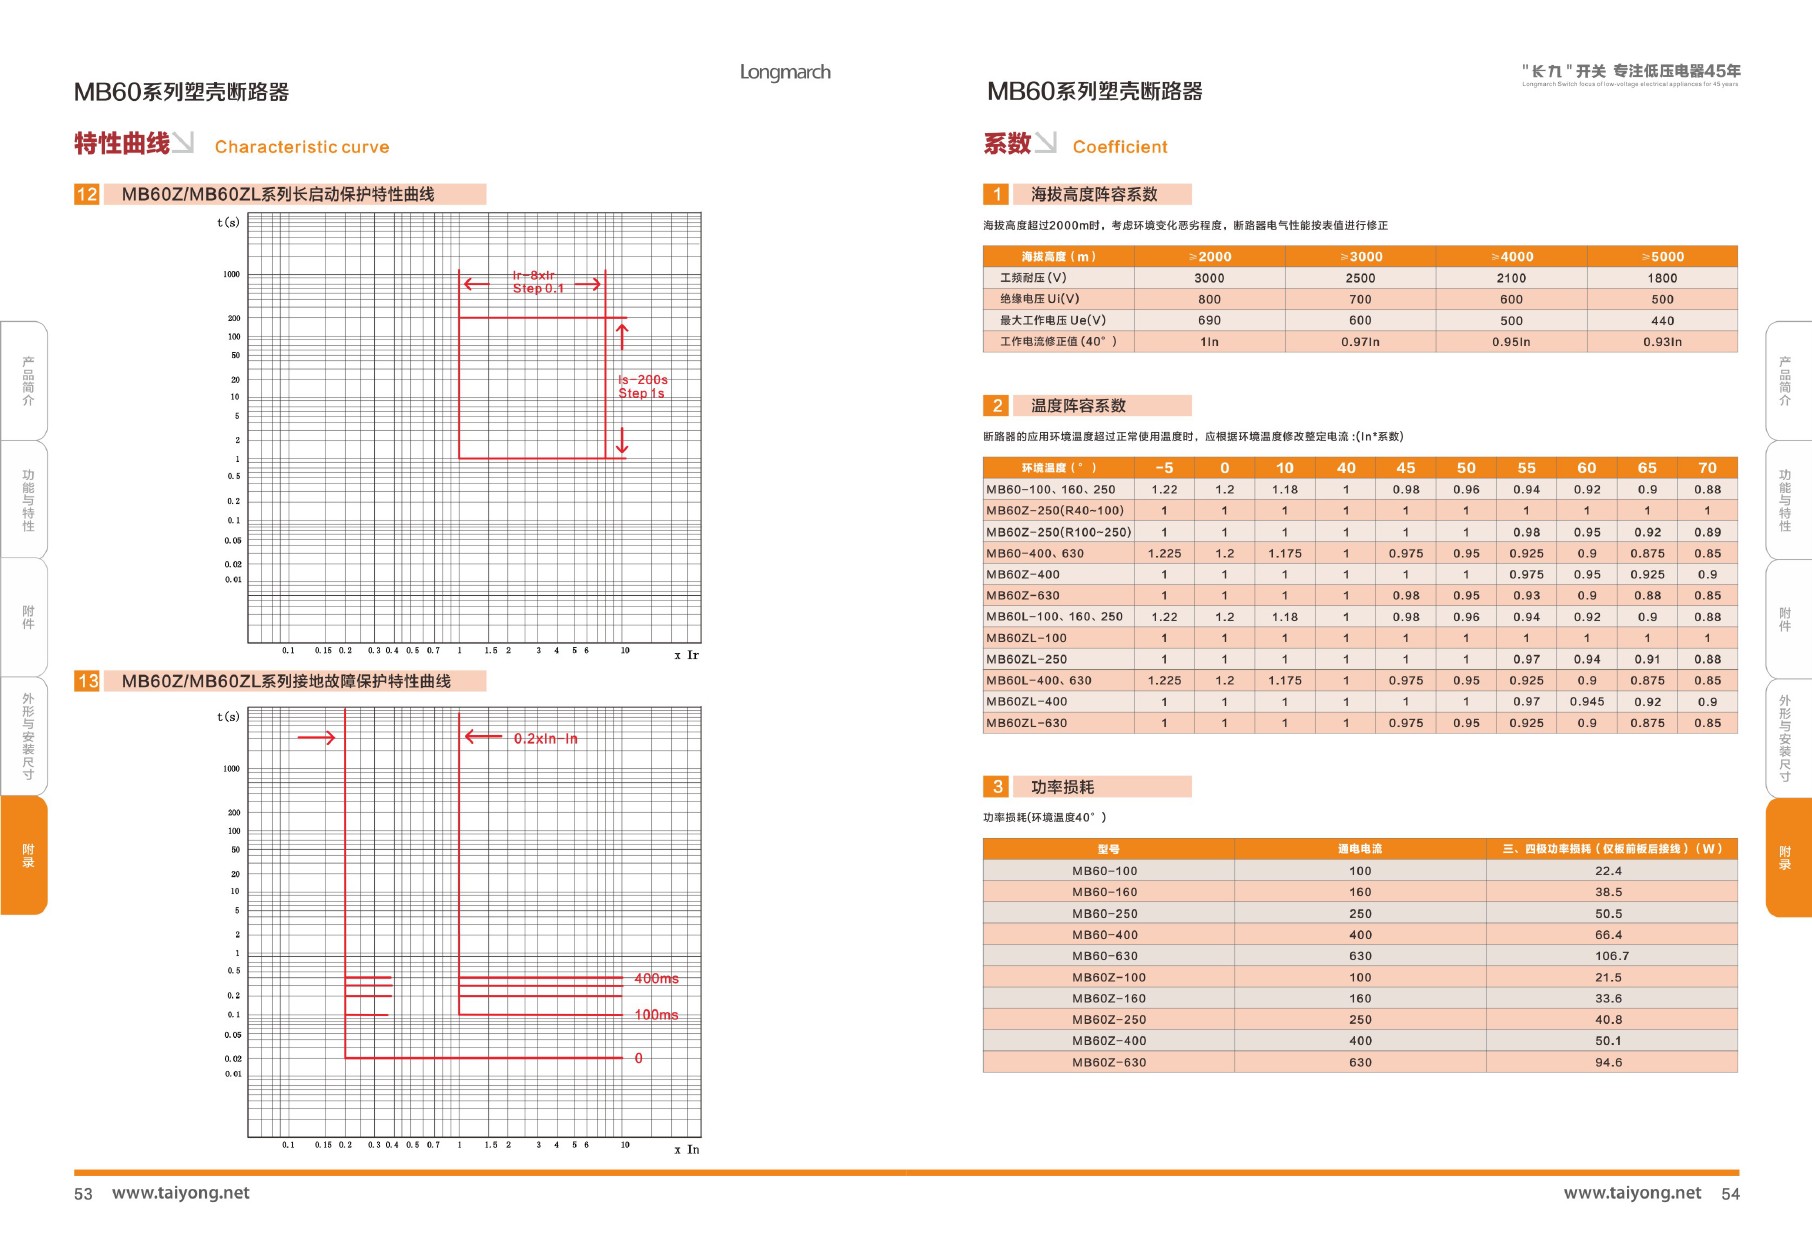 MB60系列塑壳断路器
Longmarch
特性曲线 Characteristic curve
12 MB60Z/MB60ZL系列长启动保护特性曲线
t(s)
1000
200
100
50
20
10
5
2
1
0.5
0.2
0.1
0.05
0.02
0.01
Ir-8xIr
Step 0.1
Is-200s
Step 1s
0.1 0.15 0.2 0.3 0.4 0.5 0.7 1 1.5 2 3 4 5 6 10
x Ir
13 MB60Z/MB60ZL系列接地故障保护特性曲线
t(s)
0.2xIn-In
1000
200
100
50
20
10
5
2
1
0.5
0.2
0.1
0.05
0.02
0.01
400ms
100ms
0
0.1 0.15 0.2 0.3 0.4 0.5 0.7 1 1.5 2 3 4 5 6 10
x In
53 www.taiyong.net
产品简介
功能与特性
附件
外形与安装尺寸
附录
MB60系列塑壳断路器
"长九"开关 专注低压电器45年
Longmarch Switch focus of low-voltage electrical appliances for 45 years
系数 Coefficient
1 海拔高度阵容系数
海拔高度超过2000m时，考虑环境变化恶劣程度，断路器电气性能按表值进行修正
海拔高度（m） ≥2000 ≥3000 ≥4000 ≥5000
工频耐压(V) 3000 2500 2100 1800
绝缘电压 Ui(V) 800 700 600 500
最大工作电压 Ue(V) 690 600 500 440
工作电流修正值(40°) 1In 0.97In 0.95In 0.93In
2 温度阵容系数
断路器的应用环境温度超过正常使用温度时，应根据环境温度修改整定电流:(In*系数)
环境温度（°） -5 0 10 40 45 50 55 60 65 70
MB60-100、160、250 1.22 1.2 1.18 1 0.98 0.96 0.94 0.92 0.9 0.88
MB60Z-250(R40~100) 1 1 1 1 1 1 1 1 1 1
MB60Z-250(R100~250) 1 1 1 1 1 1 0.98 0.95 0.92 0.89
MB60-400、630 1.225 1.2 1.175 1 0.975 0.95 0.925 0.9 0.875 0.85
MB60Z-400 1 1 1 1 1 1 0.975 0.95 0.925 0.9
MB60Z-630 1 1 1 1 0.98 0.95 0.93 0.9 0.88 0.85
MB60L-100、160、250 1.22 1.2 1.18 1 0.98 0.96 0.94 0.92 0.9 0.88
MB60ZL-100 1 1 1 1 1 1 1 1 1 1
MB60ZL-250 1 1 1 1 1 1 0.97 0.94 0.91 0.88
MB60L-400、630 1.225 1.2 1.175 1 0.975 0.95 0.925 0.9 0.875 0.85
MB60ZL-400 1 1 1 1 1 1 0.97 0.945 0.92 0.9
MB60ZL-630 1 1 1 1 0.975 0.95 0.925 0.9 0.875 0.85
3 功率损耗
功率损耗(环境温度40°)
型号 通电电流 三、四极功率损耗（仅板前板后接线）（W）
MB60-100 100 22.4
MB60-160 160 38.5
MB60-250 250 50.5
MB60-400 400 66.4
MB60-630 630 106.7
MB60Z-100 100 21.5
MB60Z-160 160 33.6
MB60Z-250 250 40.8
MB60Z-400 400 50.1
MB60Z-630 630 94.6
www.taiyong.net 54
产品简介
功能与特性
附件
外形与安装尺寸
附录